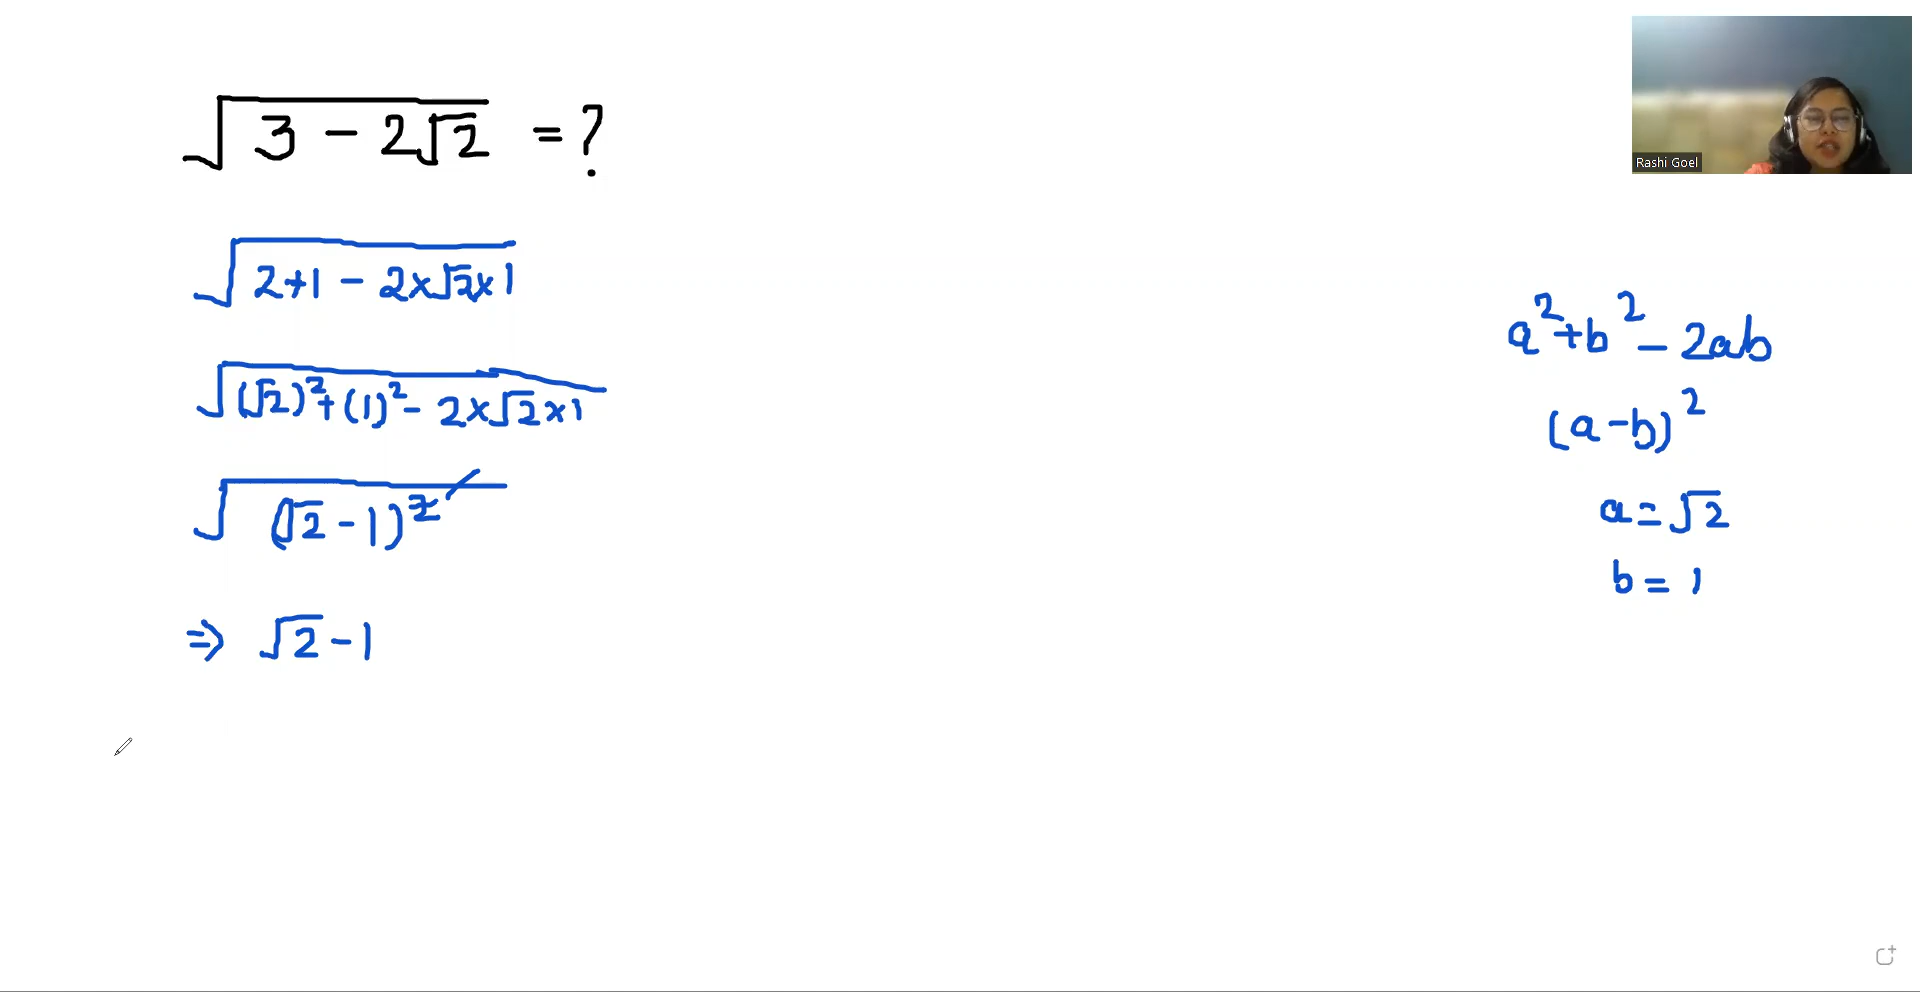 √(3 - 2√2) = ?
Rashi Goel
√(2+1 - 2×√2×1)
√((√2)²+(1)² - 2×√2×1)
√((√2 - 1)²)
⇒ √2 - 1
a²+b² - 2ab
(a-b)²
a=√2
b=1